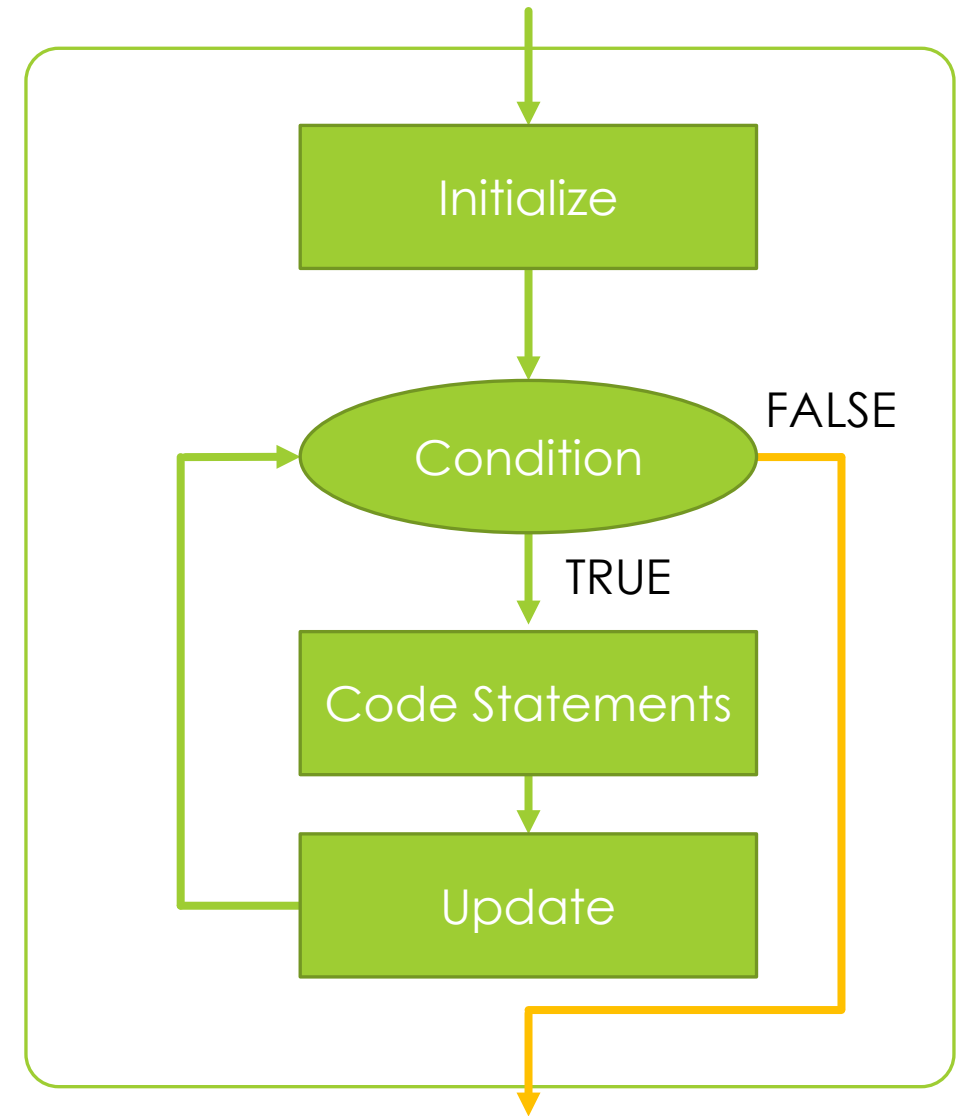 Initialize
FALSE
Condition
TRUE
Code Statements
Update